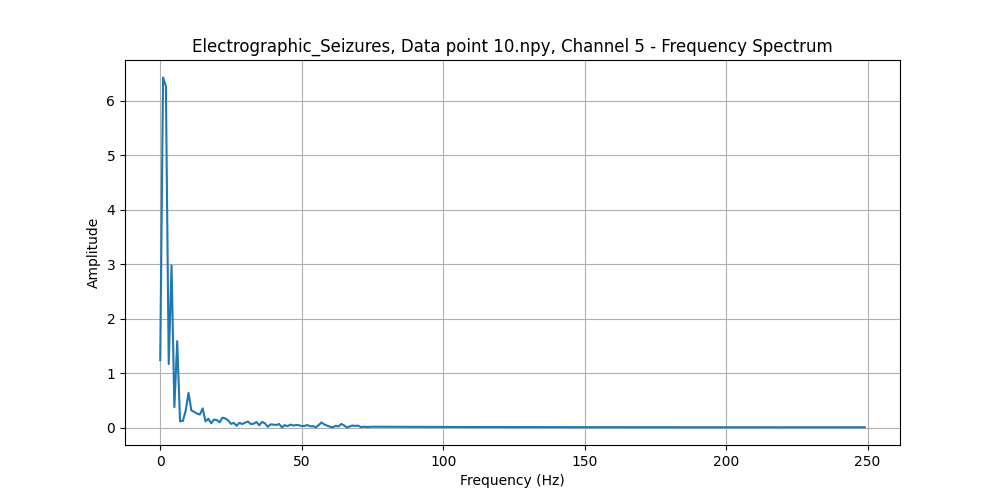 Electrographic_Seizures, Data point 10.npy, Channel 5 - Frequency Spectrum
6
5
4
3
2
1
0
Amplitude
0 50 100 150 200 250
Frequency (Hz)